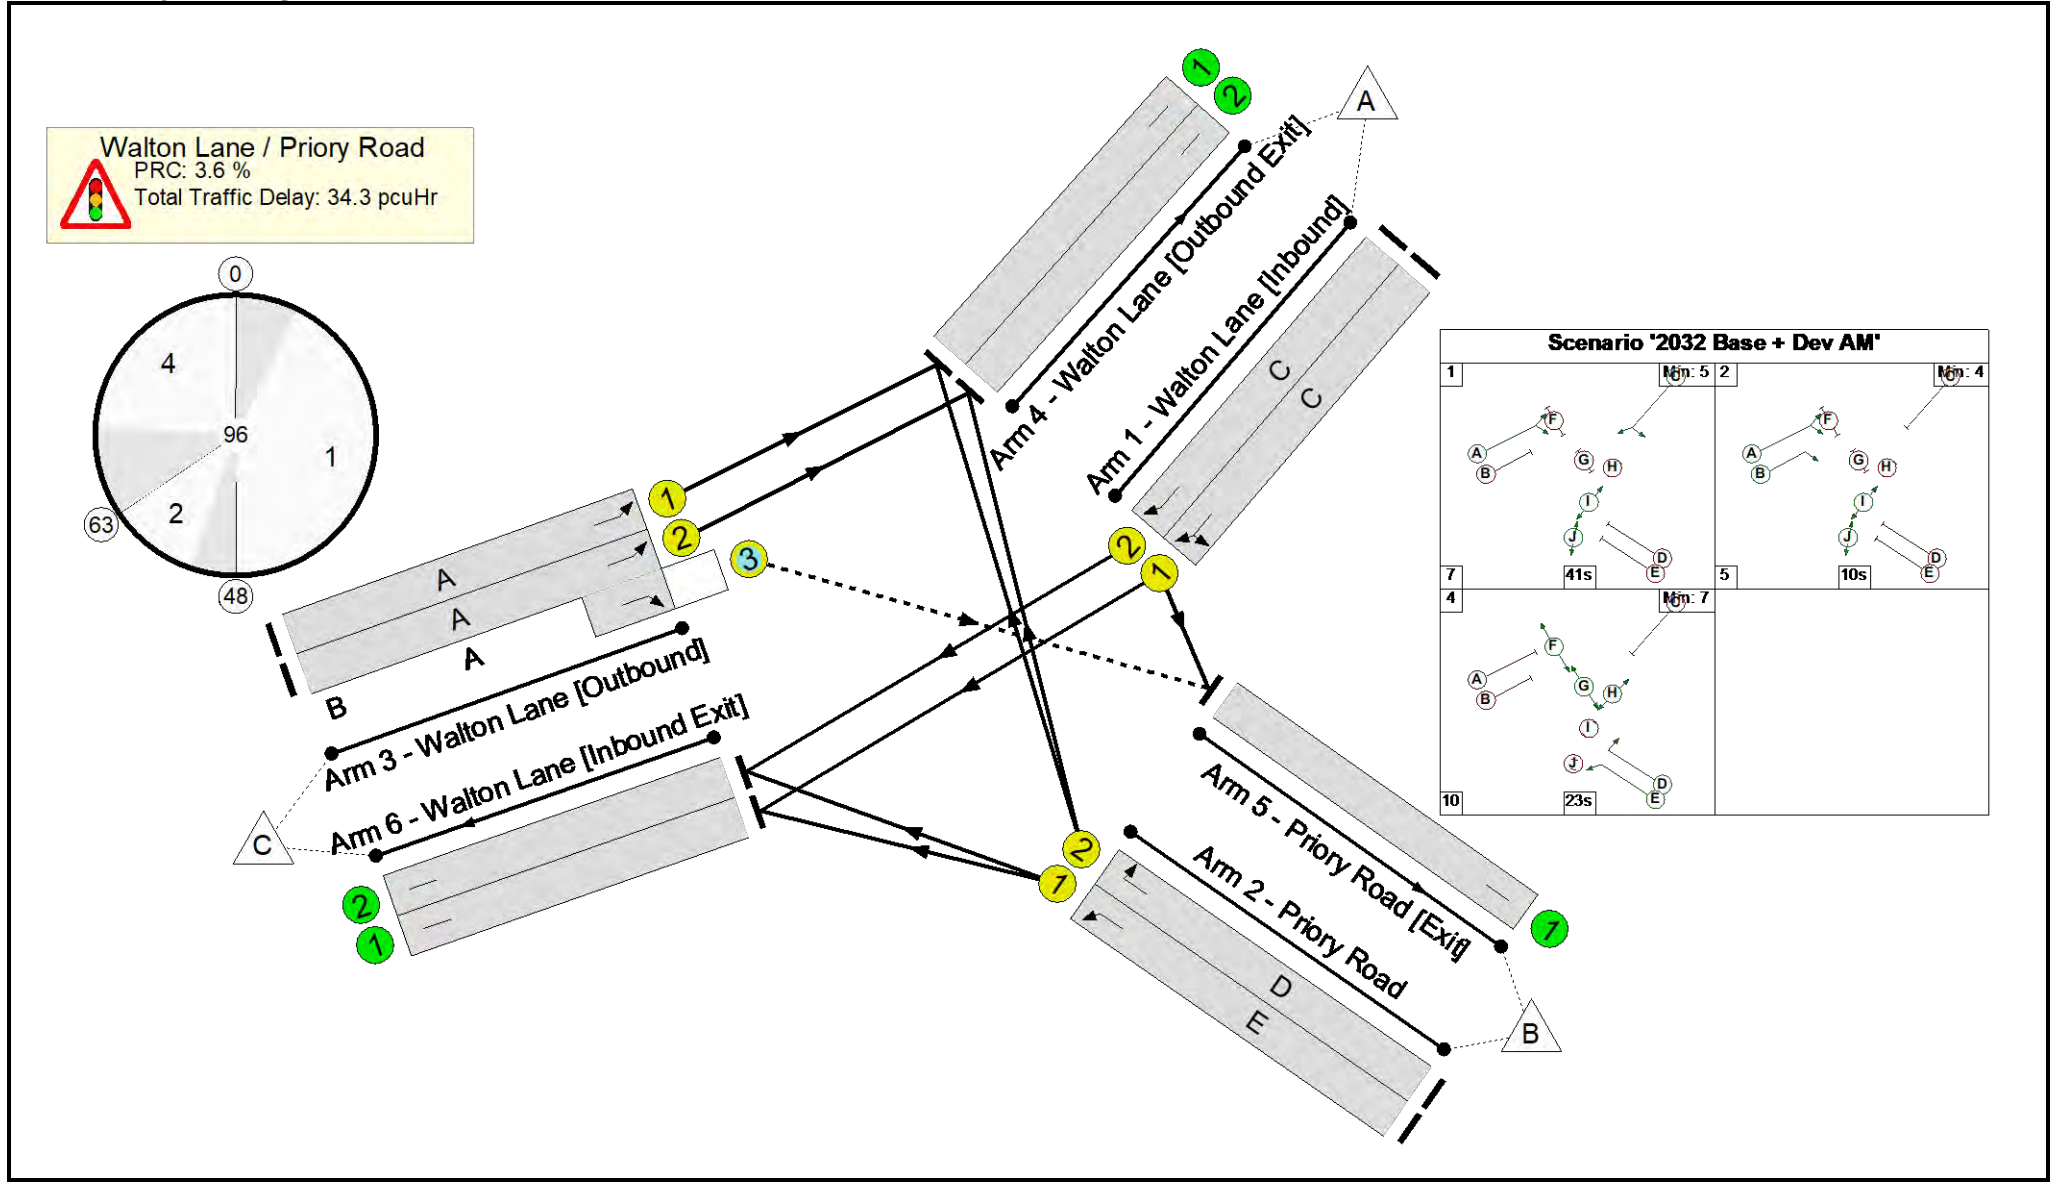 Walton Lane / Priory Road
PRC: 3.6 %
Total Traffic Delay: 34.3 pcuHr
0
4
96
1
2
63
48
1
2
A
Arm 4 - Walton Lane [Outbound Exit]
Arm 1 - Walton Lane [Inbound]
C
C
2
1
1
2
3
A
A
A
B
Arm 3 - Walton Lane [Outbound]
Arm 6 - Walton Lane [Inbound Exit]
C
2
1
2
1
Arm 5 - Priory Road [Exit]
Arm 2 - Priory Road
D
E
1
B
Scenario '2032 Base + Dev AM'
1
Min: 5
C
F
A
B
G
H
I
J
D
E
7
41s
2
Min: 4
C
F
A
B
G
H
I
J
D
E
5
10s
4
Min: 7
C
F
A
B
G
H
I
J
D
E
10
23s